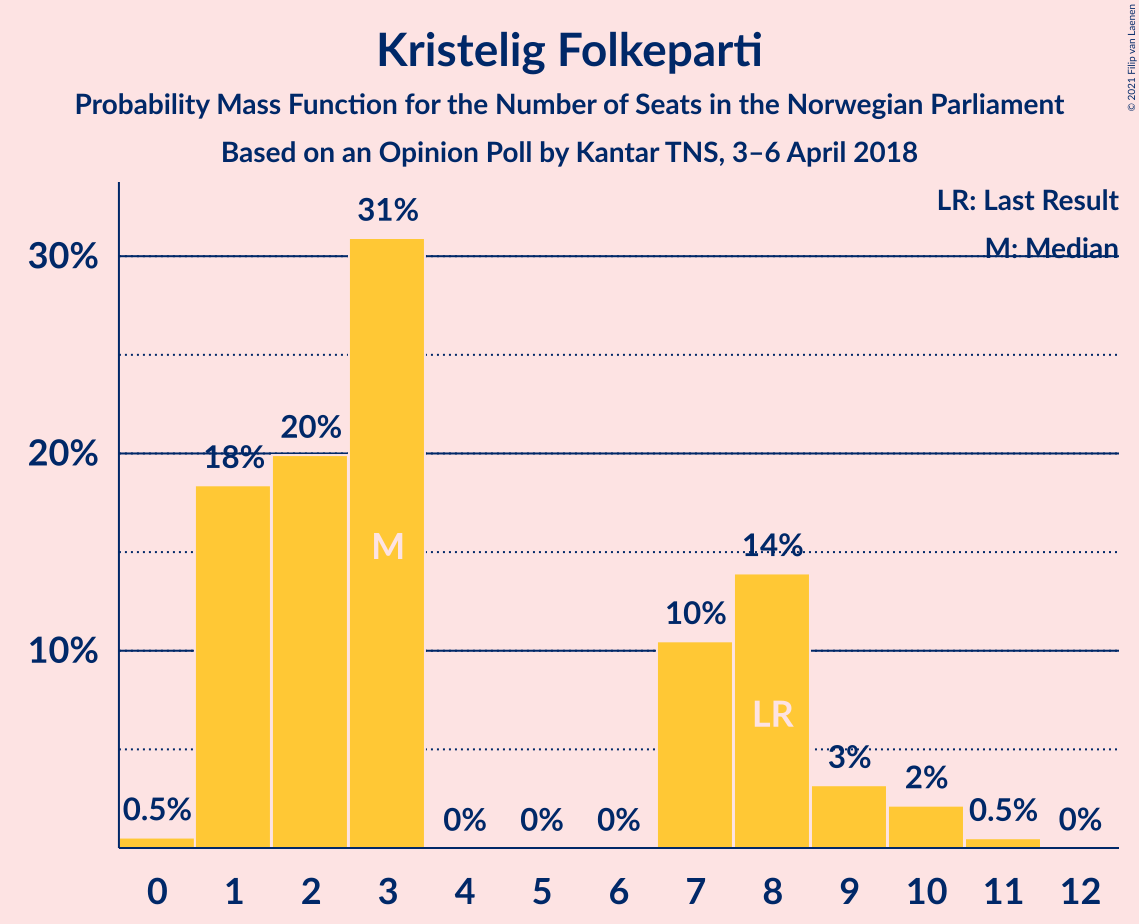 © 2021 Filip van Laenen
Kristelig Folkeparti
Probability Mass Function for the Number of Seats in the Norwegian Parliament
Based on an Opinion Poll by Kantar TNS, 3–6 April 2018
LR: Last Result
M: Median
30%
20%
10%
0.5%
18%
20%
31%
0%
0%
0%
10%
14%
3%
2%
0.5%
0%
M
LR
0 1 2 3 4 5 6 7 8 9 10 11 12